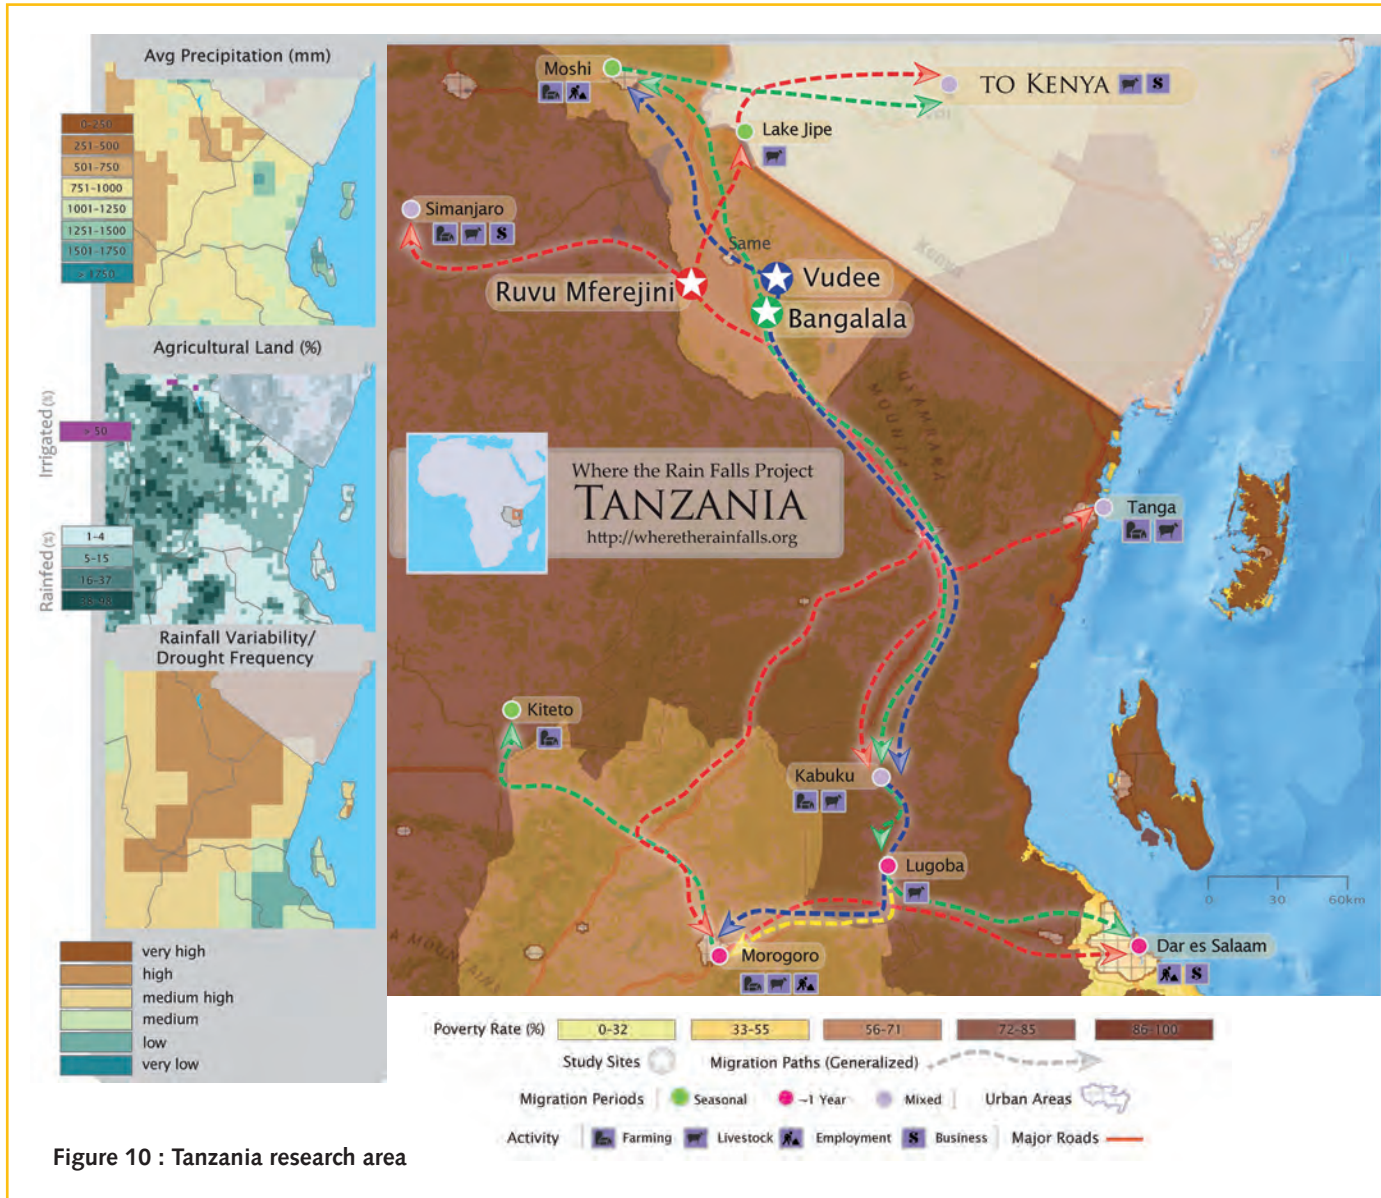 Avg Precipitation (mm)
0-250
251-500
501-750
751-1000
1001-1250
1251-1500
1501-1750
> 1750
Agricultural Land (%)
Irrigated (%)
> 50
Rainfed (%)
1-4
5-15
16-37
38-98
Rainfall Variability/
Drought Frequency
very high
high
medium high
medium
low
very low
Moshi
TO KENYA
Lake Jipe
Simanjaro
Same
Ruvu Mferejini
Vudee
Bangalala
Kenya
USAMBARA
MOUNTAINS
Where the Rain Falls Project
TANZANIA
http://wheretherainfalls.org
Tanga
Kiteto
Kabuku
Lugoba
Morogoro
Dar es Salaam
0 30 60km
Poverty Rate (%) 0-32 33-55 56-71 72-85 86-100
Study Sites Migration Paths (Generalized)
Migration Periods Seasonal ~1 Year Mixed Urban Areas
Activity Farming Livestock Employment $ Business Major Roads
Figure 10 : Tanzania research area